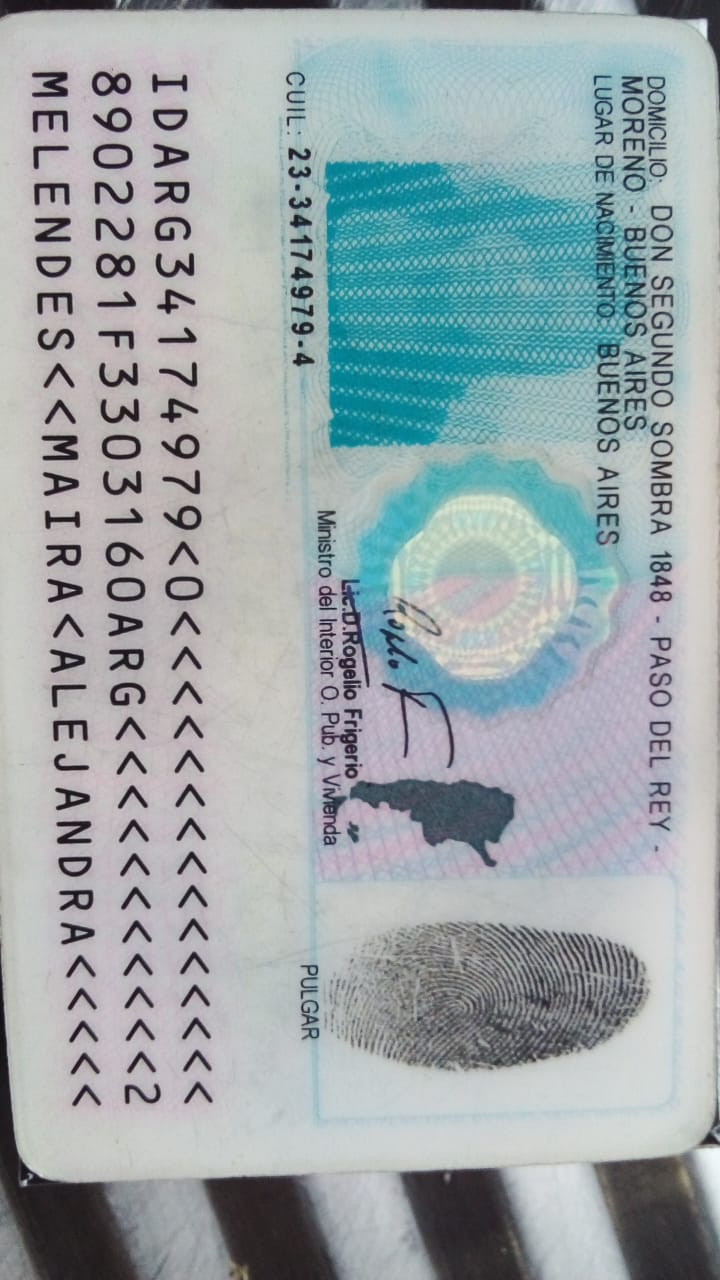 DOMICILIO: DON SEGUNDO SOMBRA 1848 - PASO DEL REY -
MORENO - BUENOS AIRES
LUGAR DE NACIMIENTO: BUENOS AIRES
Lic.D.Rogelio Frigerio
Ministro del Interior O. Pub. y Vivienda
CUIL: 23-34174979-4
PULGAR
IDARG34174979<0<<<<<<<<<<<<<<<
8902281F3303160ARG<<<<<<<<<<<2
MELENDES<<MAIRA<ALEJANDRA<<<<<